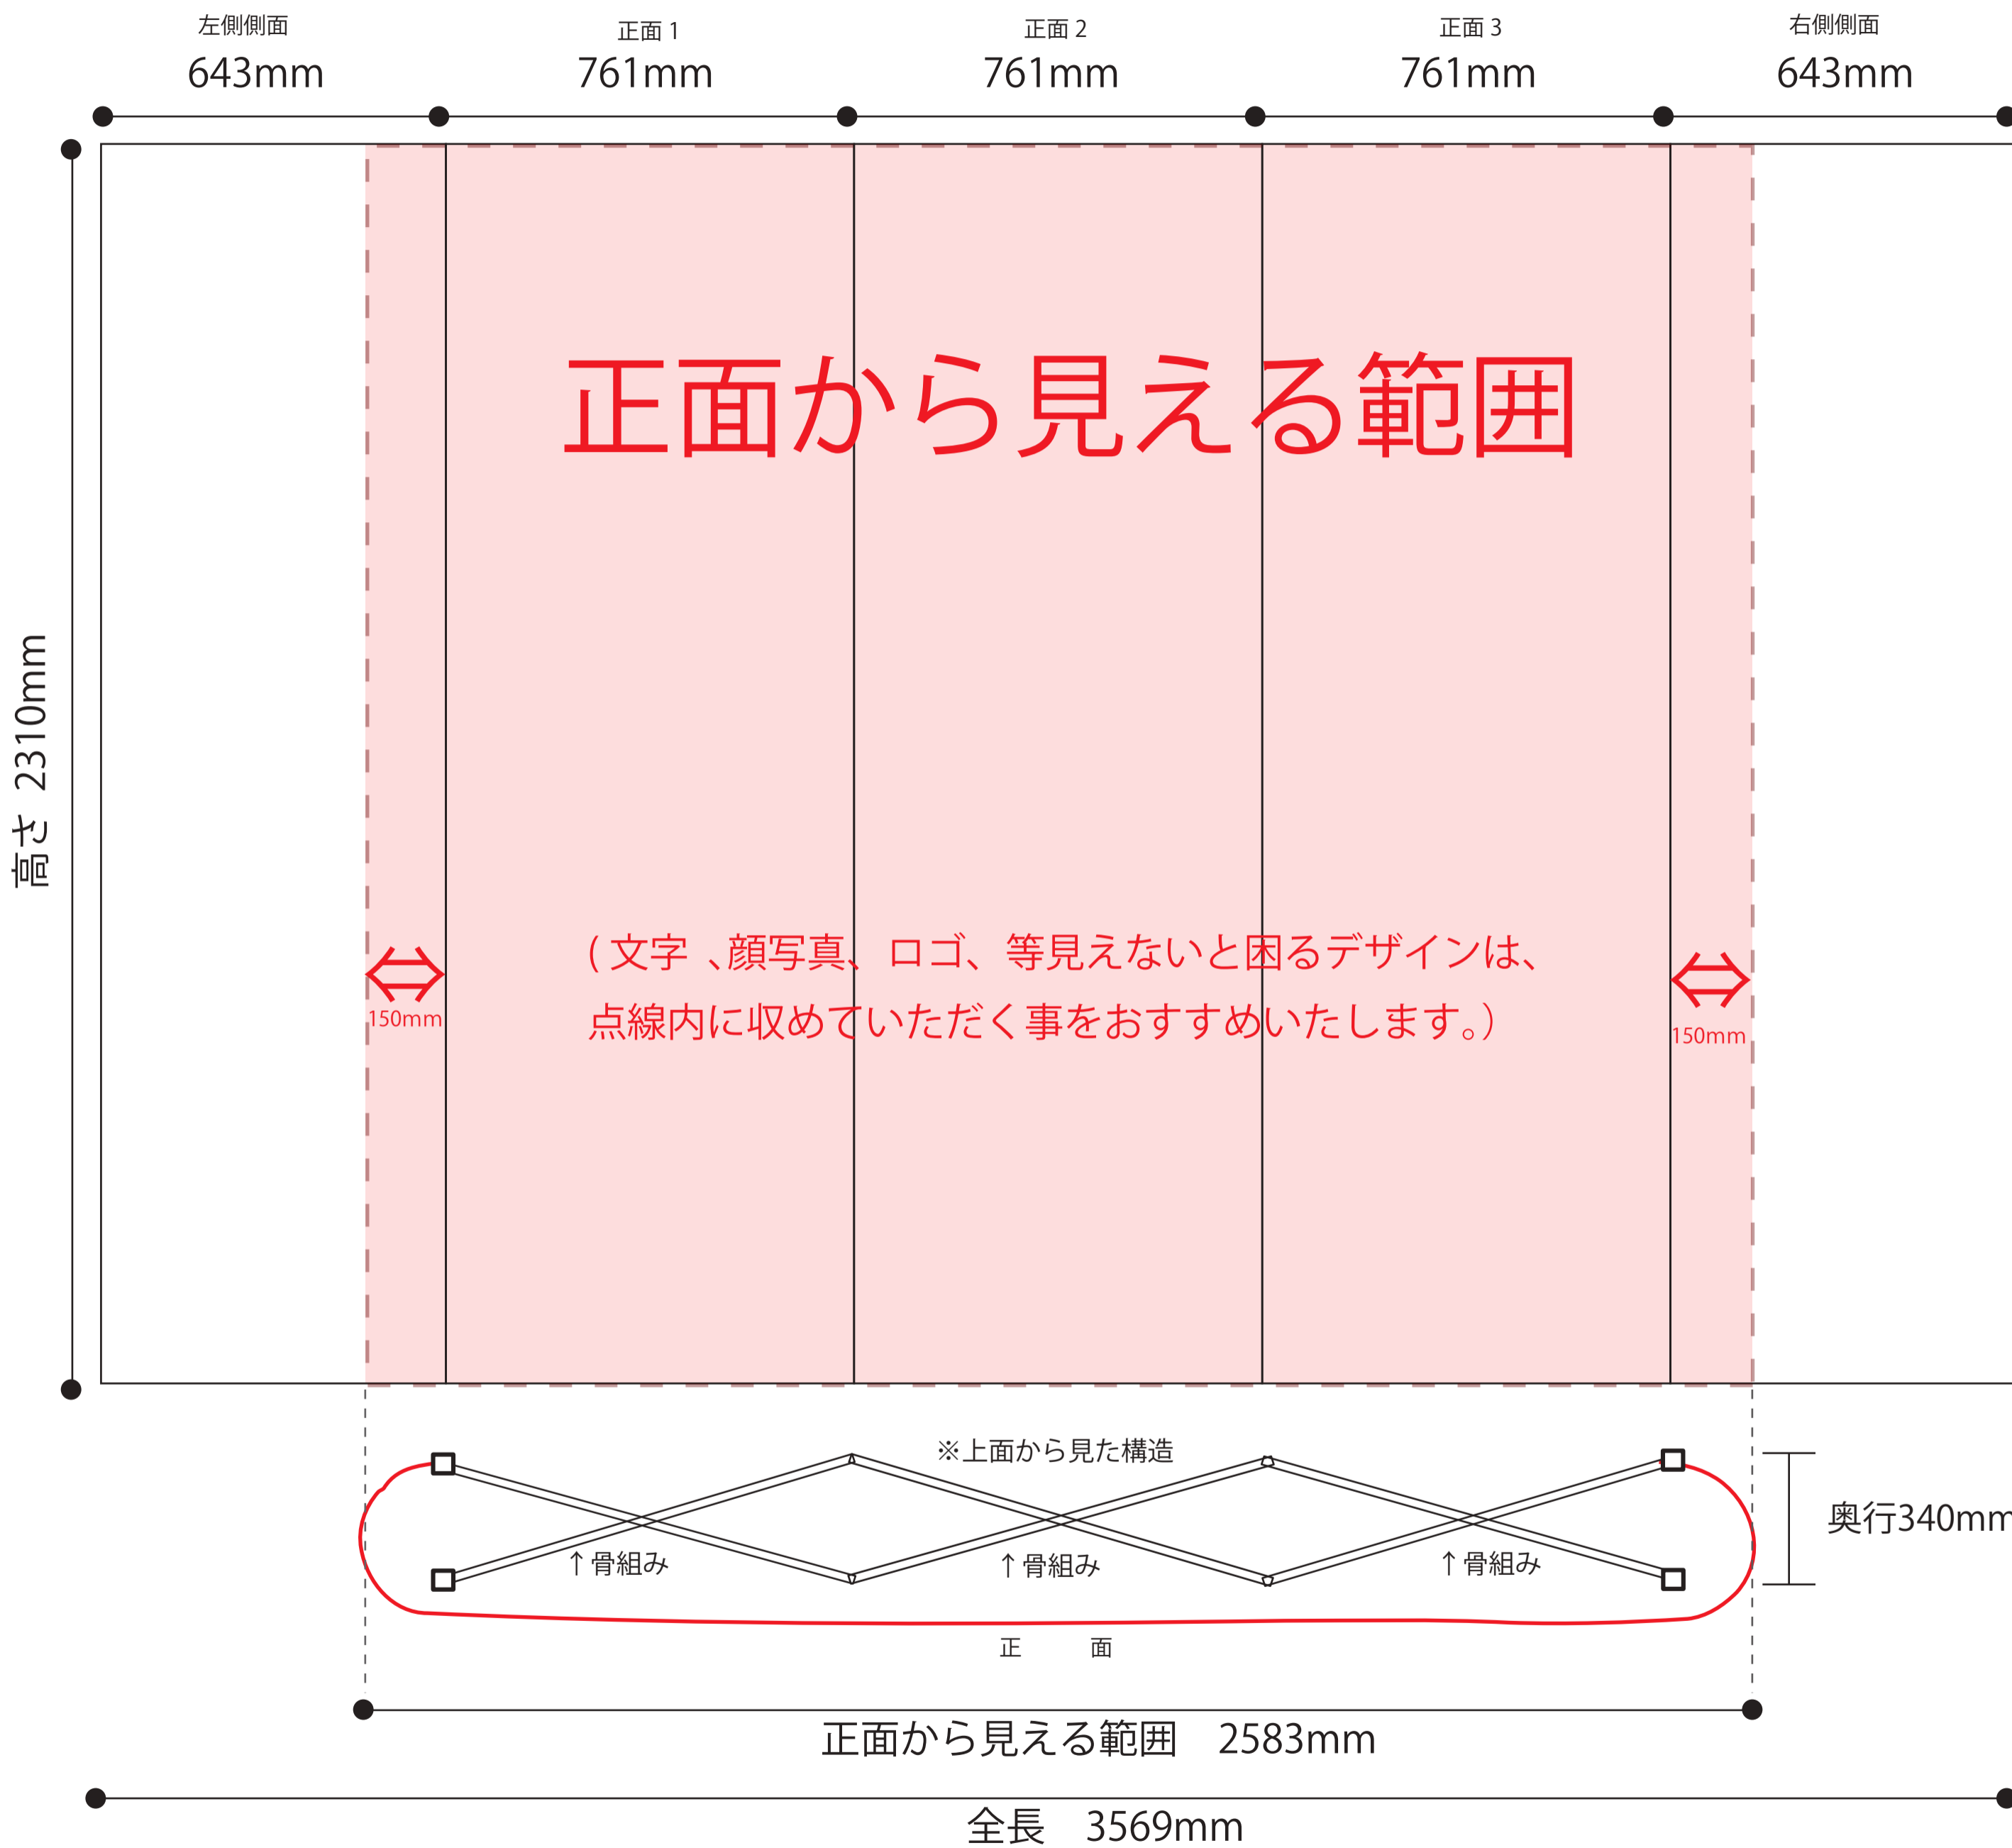 左側側面
正面 1
正面 2
正面 3
右側側面
643mm
761mm
761mm
761mm
643mm
高さ 2310mm
正面から見える範囲
(文字 、顔写真、ロゴ、等見えないと困るデザインは、
点線内に収めていただく事をおすすめいたします。)
150mm
150mm
※上面から見た構造
奥行340mm
↑骨組み
↑骨組み
↑骨組み
正 面
正面から見える範囲 2583mm
全長 3569mm